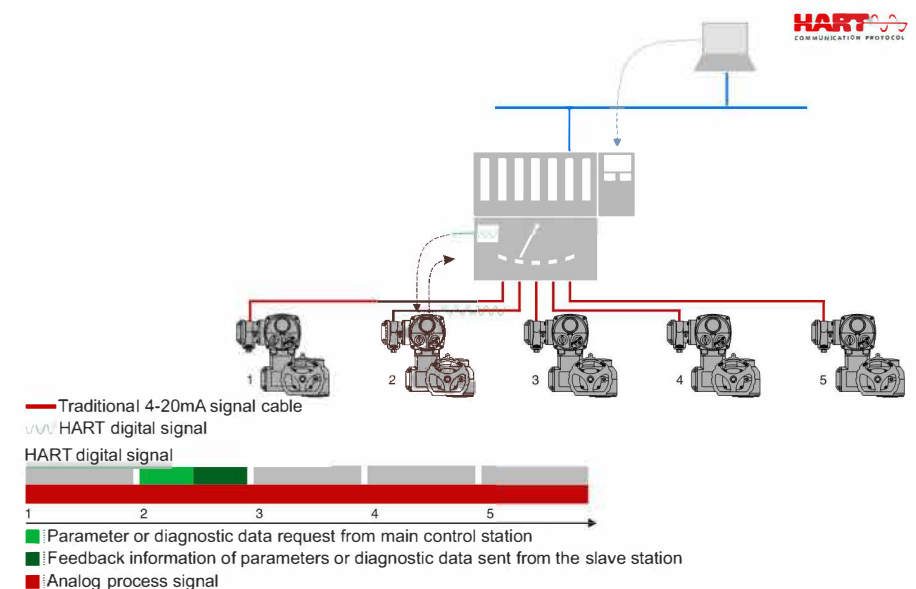 HART
COMMUNICATION PROTOCOL
1
2
3
4
5
Traditional 4-20mA signal cable
HART digital signal
HART digital signal
1
2
3
4
5
Parameter or diagnostic data request from main control station
Feedback information of parameters or diagnostic data sent from the slave station
Analog process signal